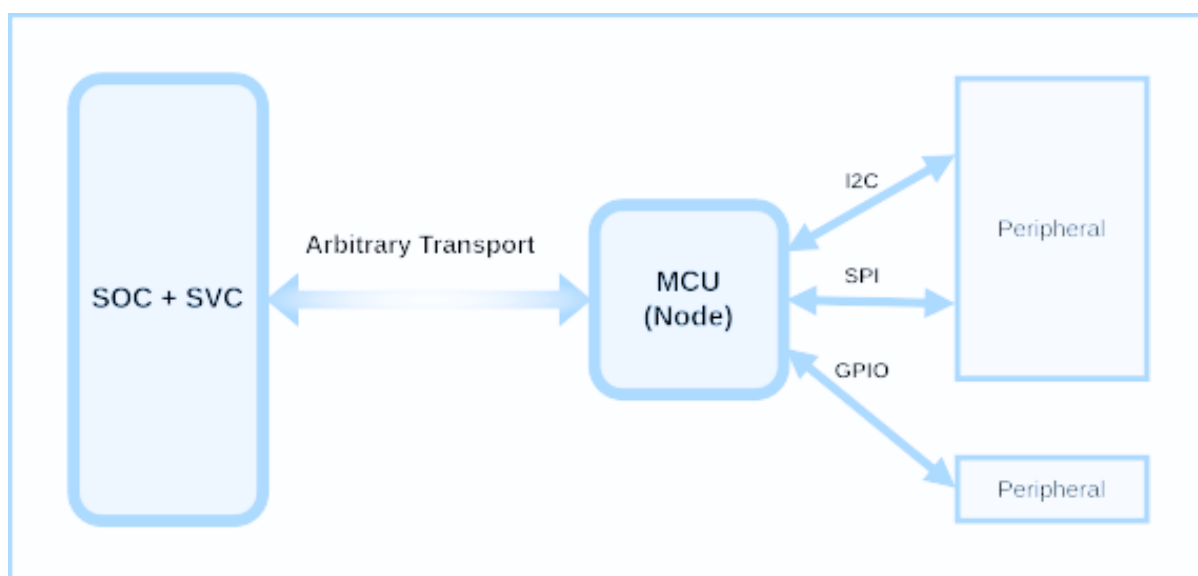 Arbitrary Transport
SOC + SVC
MCU
(Node)
I2C
SPI
GPIO
Peripheral
Peripheral